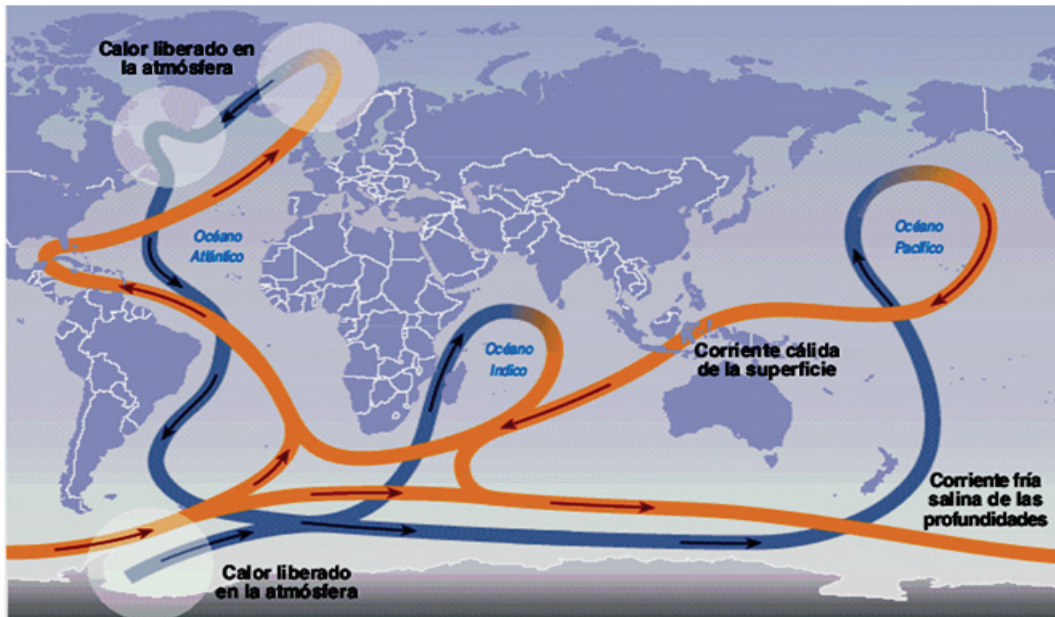 Calor liberado en
la atmósfera
Océano
Atlántico
Océano
Pacífico
Océano
Indico
Corriente cálida
de la superficie
Corriente fría
salina de las
profundidades
Calor liberado
en la atmósfera